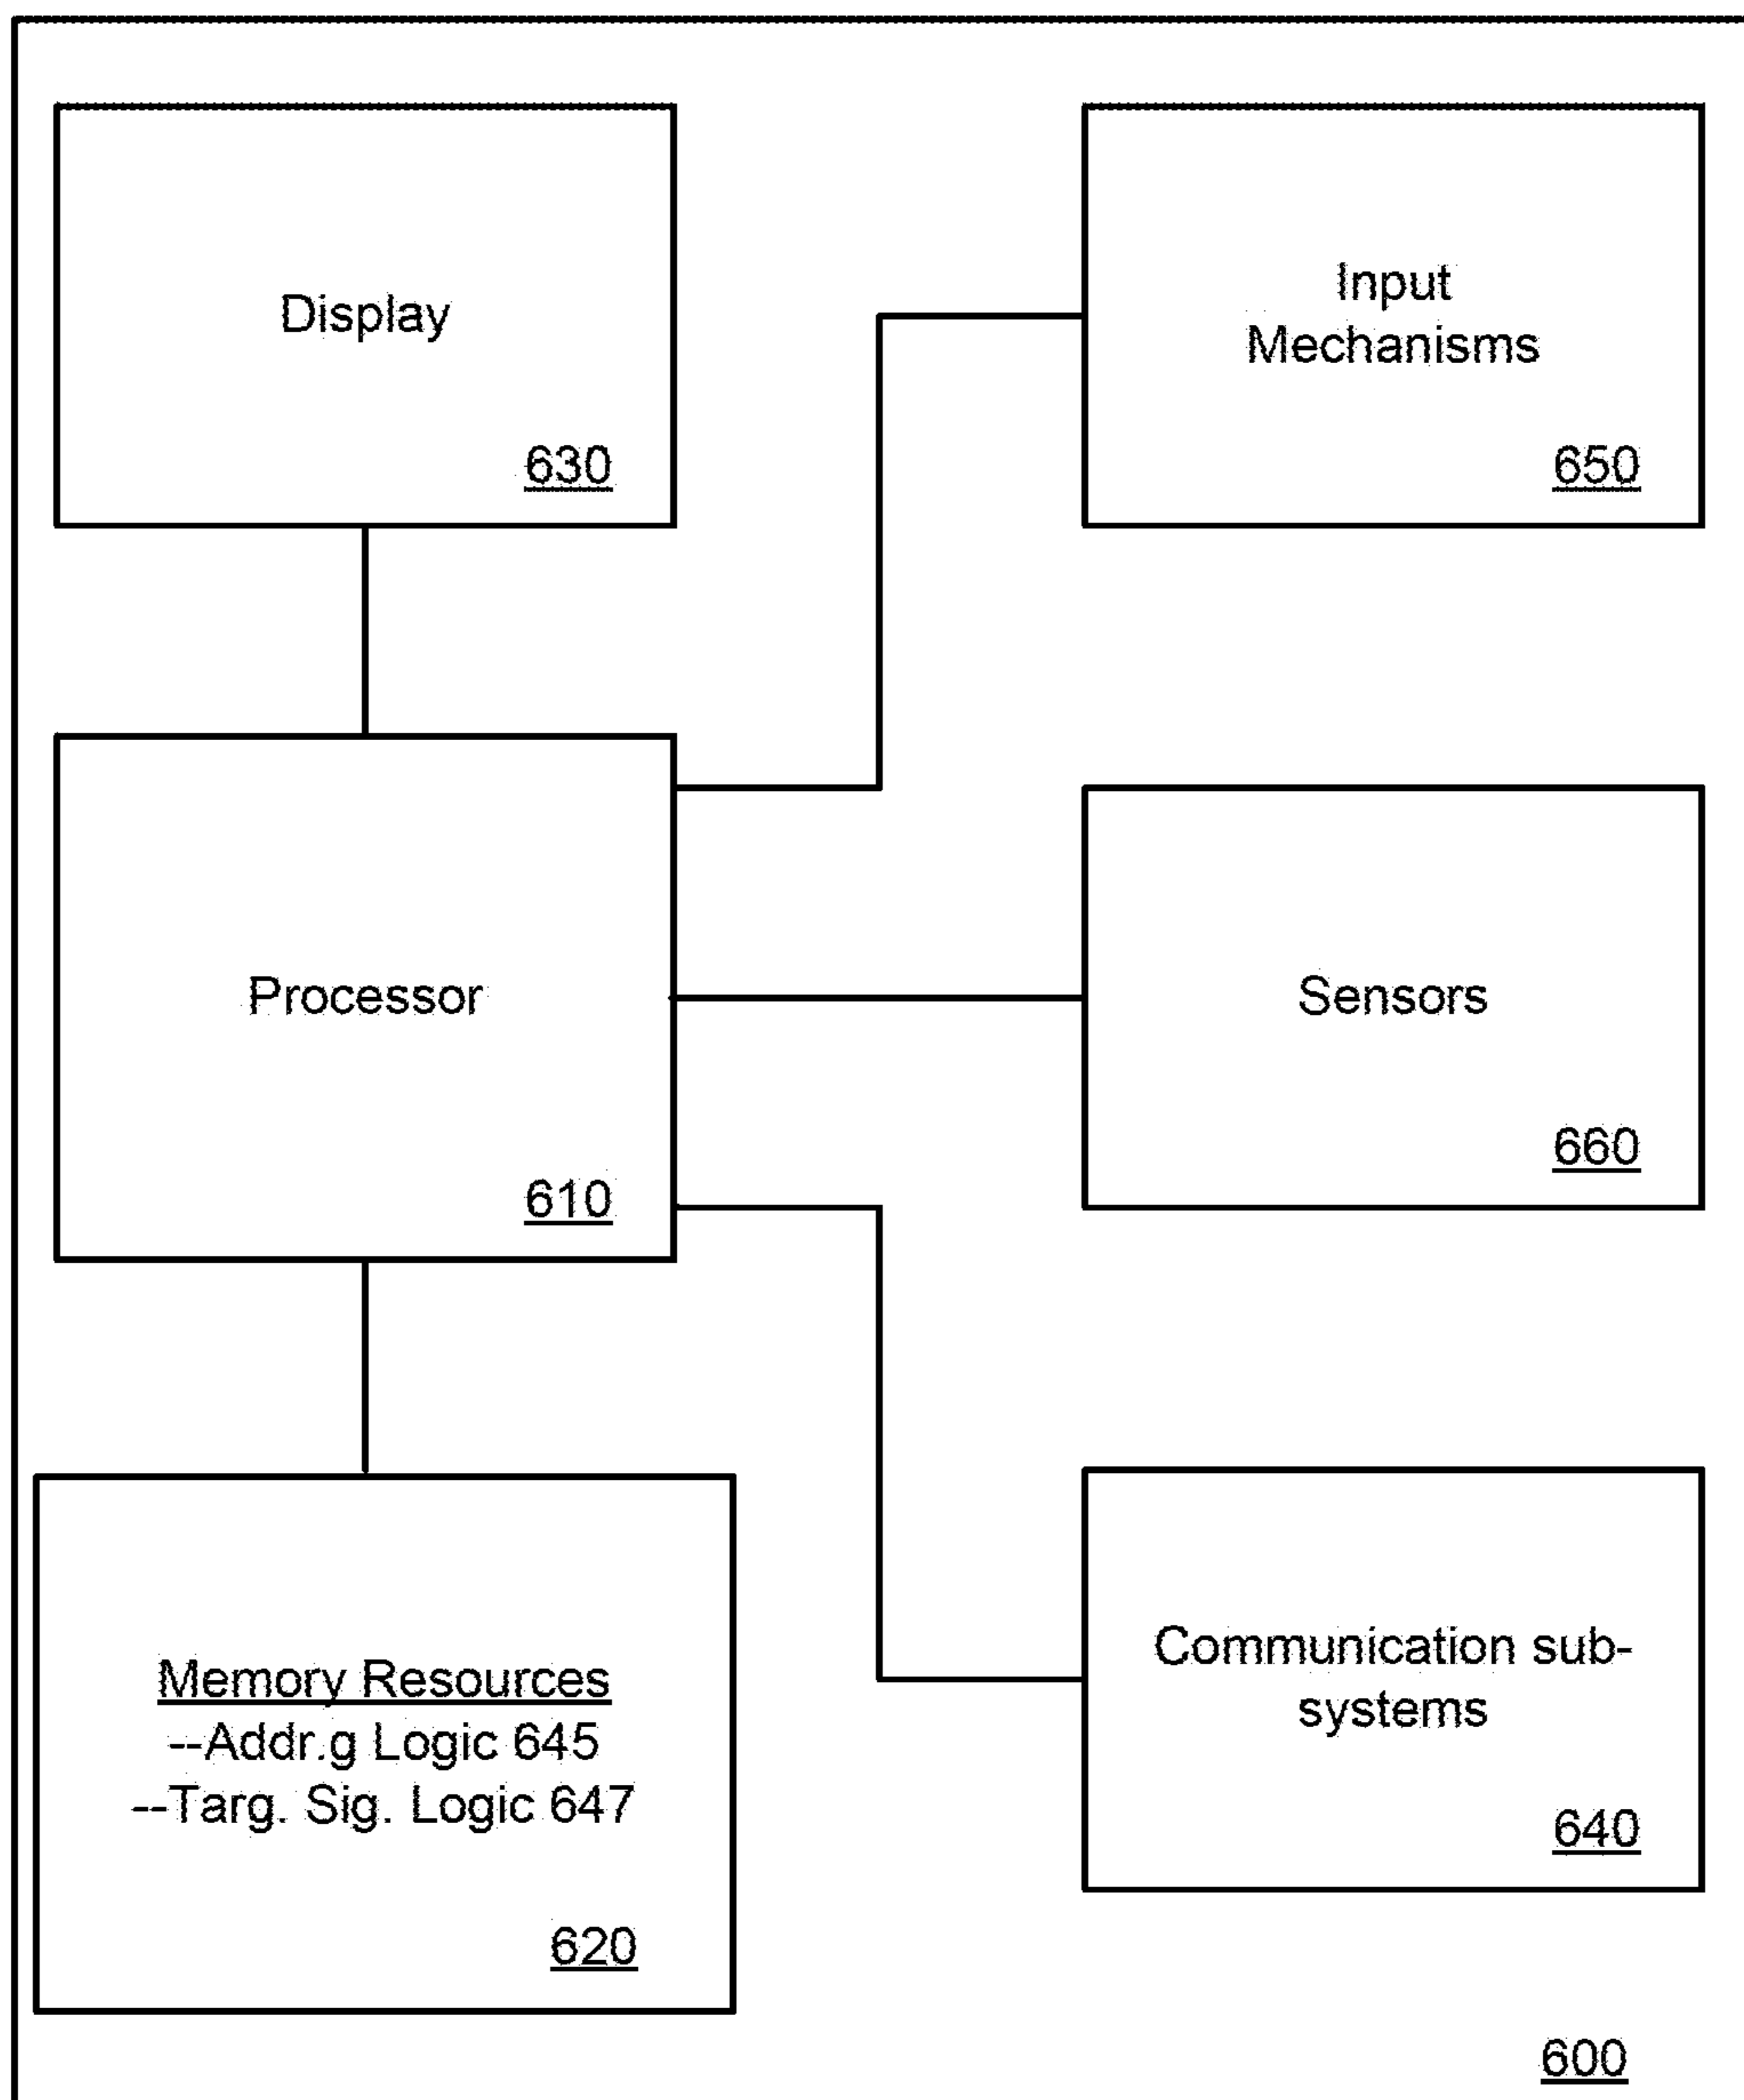 Display
630
Input
Mechanisms
650
Processor
610
Sensors
660
Memory Resources
--Addr.g Logic 645
--Targ. Sig. Logic 647
620
Communication sub-
systems
640
600